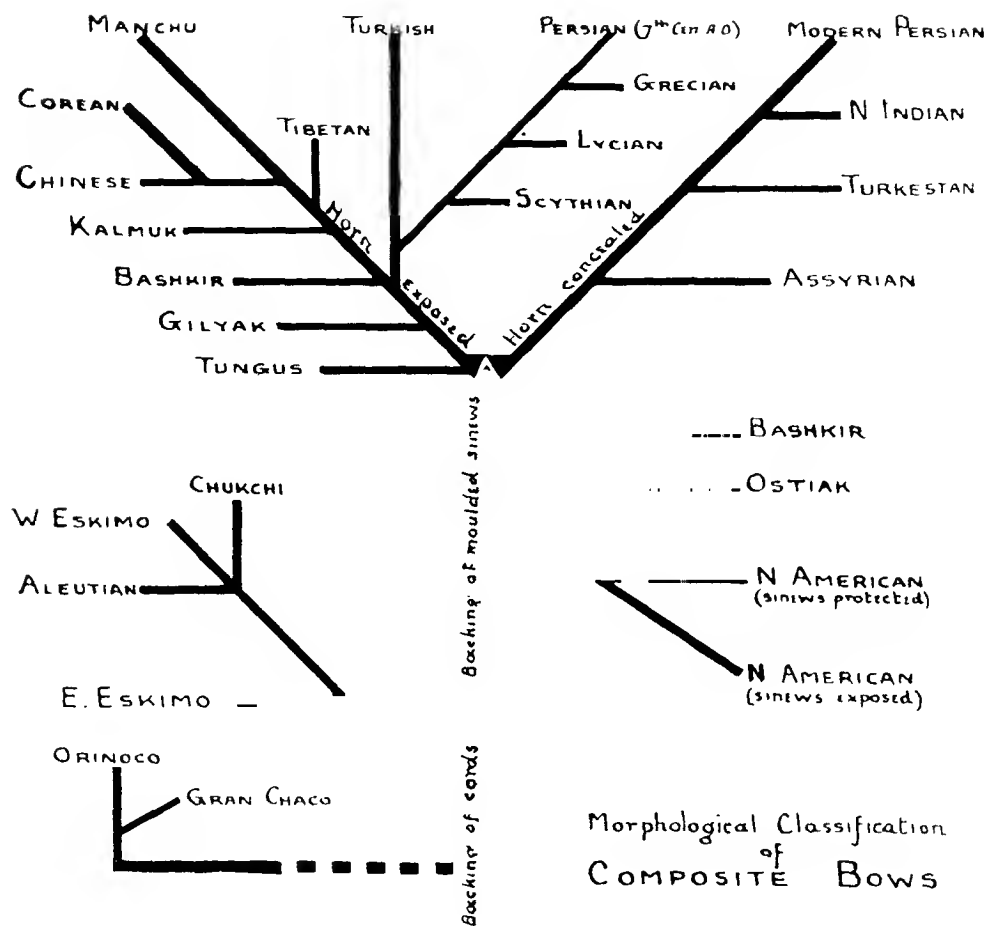 MANCHU
TURKISH
PERSIAN (7th Cen A D)
MODERN PERSIAN
COREAN
TIBETAN
GRECIAN
N INDIAN
CHINESE
LYCIAN
TURKESTAN
KALMUK
SCYTHIAN
BASHKIR
ASSYRIAN
GILYAK
TUNGUS
Horn exposed
Horn concealed
Backing of moulded sinews
BASHKIR
OSTIAK
CHUKCHI
W ESKIMO
ALEUTIAN
N AMERICAN
(sinews protected)
N AMERICAN
(sinews exposed)
E. ESKIMO
ORINOCO
GRAN CHACO
Backing of cords
Morphological Classification
of
COMPOSITE BOWS